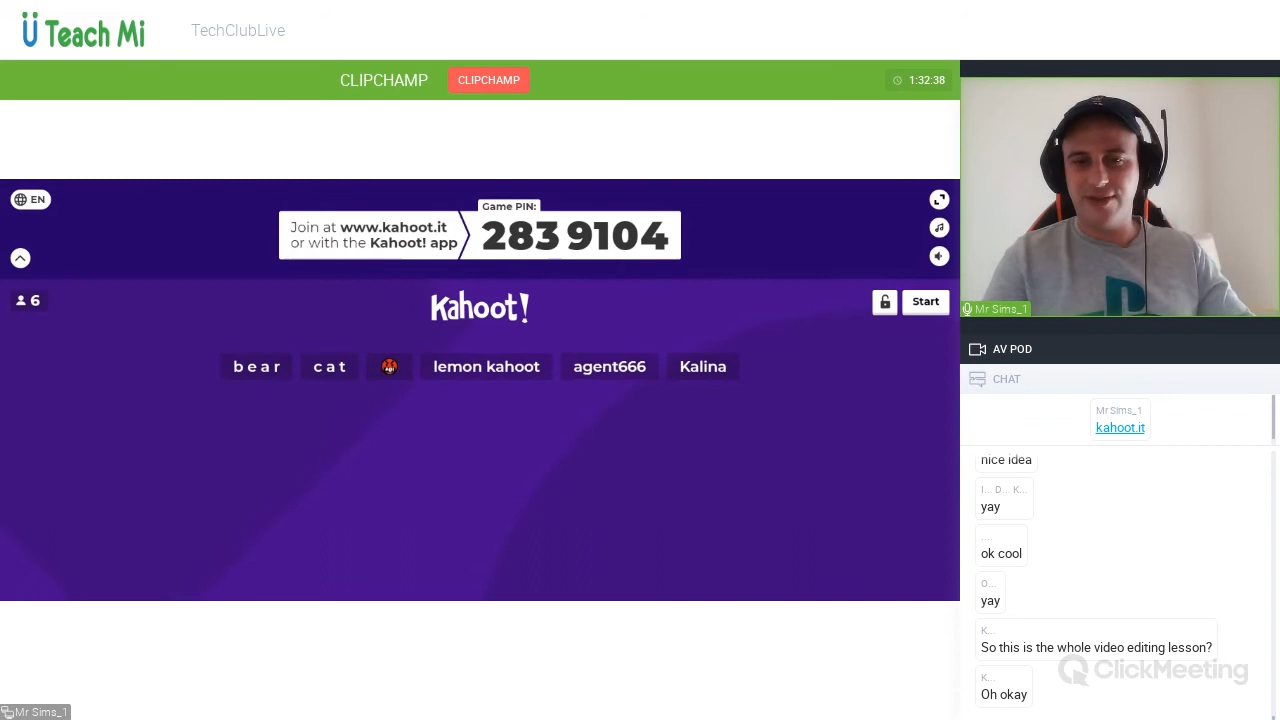 Ü Teach Mi
TechClubLive
CLIPCHAMP
CLIPCHAMP
1:32:38
EN
Join at www.kahoot.it
or with the Kahoot! app
Game PIN:
283 9104
6
Kahoot!
Start
b e a r
c a t
lemon kahoot
agent666
Kalina
Mr Sims_1
Mr Sims_1
AV POD
CHAT
Mr Sims_1
kahoot.it
nice idea
I... D... K...
yay
....
ok cool
O...
yay
K...
So this is the whole video editing lesson?
K...
Oh okay
ClickMeeting